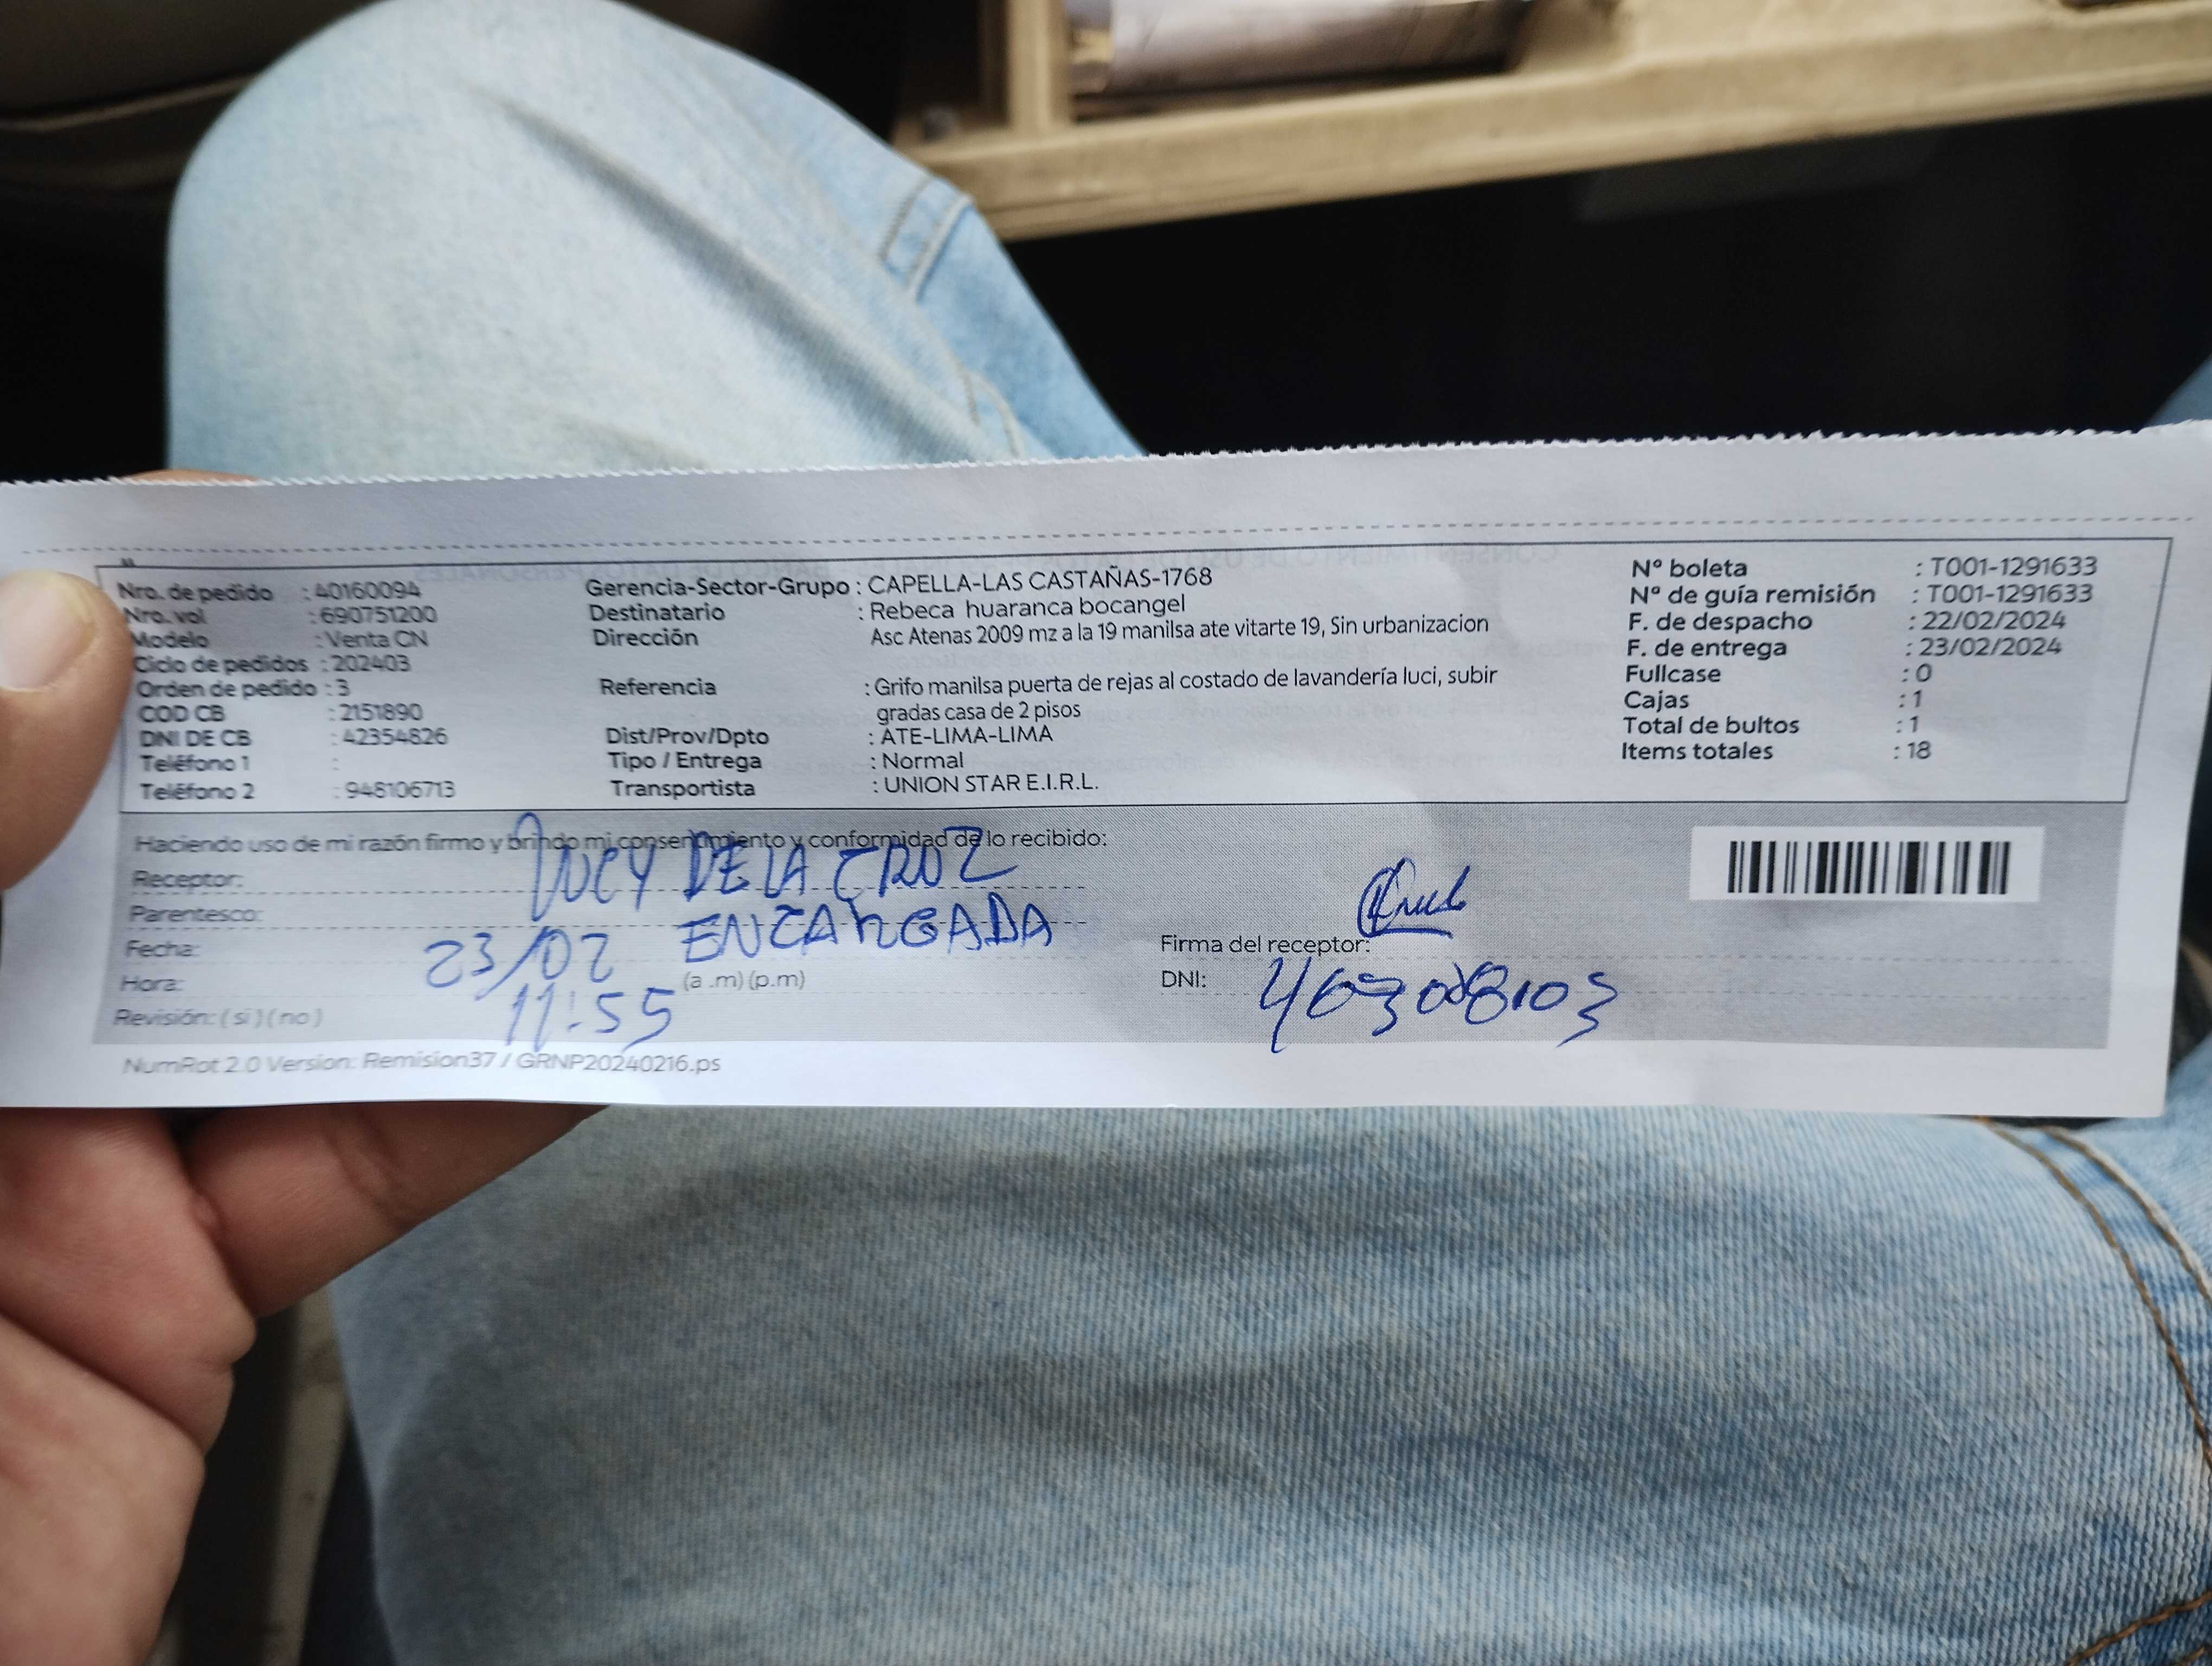 Nro. de pedido : 40160094
Nro. vol : 690751200
Modelo : Venta CN
Ciclo de pedidos : 202403
Orden de pedido : 3
COD CB : 2151890
DNI DE CB : 42354826
Teléfono 1 :
Teléfono 2 : 948106713
Gerencia-Sector-Grupo : CAPELLA-LAS CASTAÑAS-1768
Destinatario : Rebeca huaranca bocangel
Dirección Asc Atenas 2009 mz a la 19 manilsa ate vitarte 19, Sin urbanizacion
Referencia : Grifo manilsa puerta de rejas al costado de lavandería luci, subir
gradas casa de 2 pisos
Dist/Prov/Dpto : ATE-LIMA-LIMA
Tipo / Entrega : Normal
Transportista : UNION STAR E.I.R.L.
N° boleta : T001-1291633
N° de guía remisión : T001-1291633
F. de despacho : 22/02/2024
F. de entrega : 23/02/2024
Fullcase : 0
Cajas : 1
Total de bultos : 1
Items totales : 18
Haciendo uso de mi razón firmo y brindo mi consentimiento y conformidad de lo recibido:
Receptor: LUCY DE LA CRUZ
Parentesco: ENCARGADA
Fecha: 23/02
Hora: 11:55 (a .m) (p.m)
Revisión: ( si ) ( no )
Firma del receptor:
DNI:
NumRot 2.0 Version: Remision37 / GRNP20240216.ps